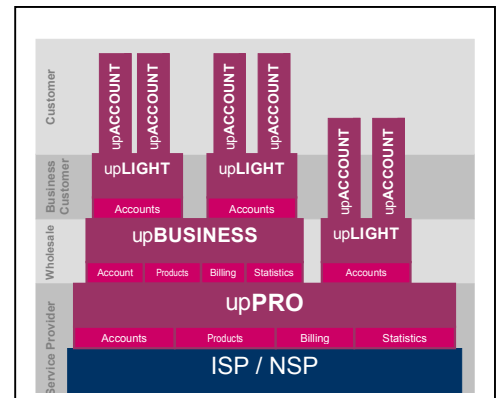 Customer
upACCOUNT
upACCOUNT
upACCOUNT
upACCOUNT
upACCOUNT
upACCOUNT
Business
Customer
upLIGHT
upLIGHT
Accounts
Accounts
Wholesale
upBUSINESS
upLIGHT
Account Products Billing Statistics
Accounts
Service Provider
upPRO
Accounts Products Billing Statistics
ISP / NSP